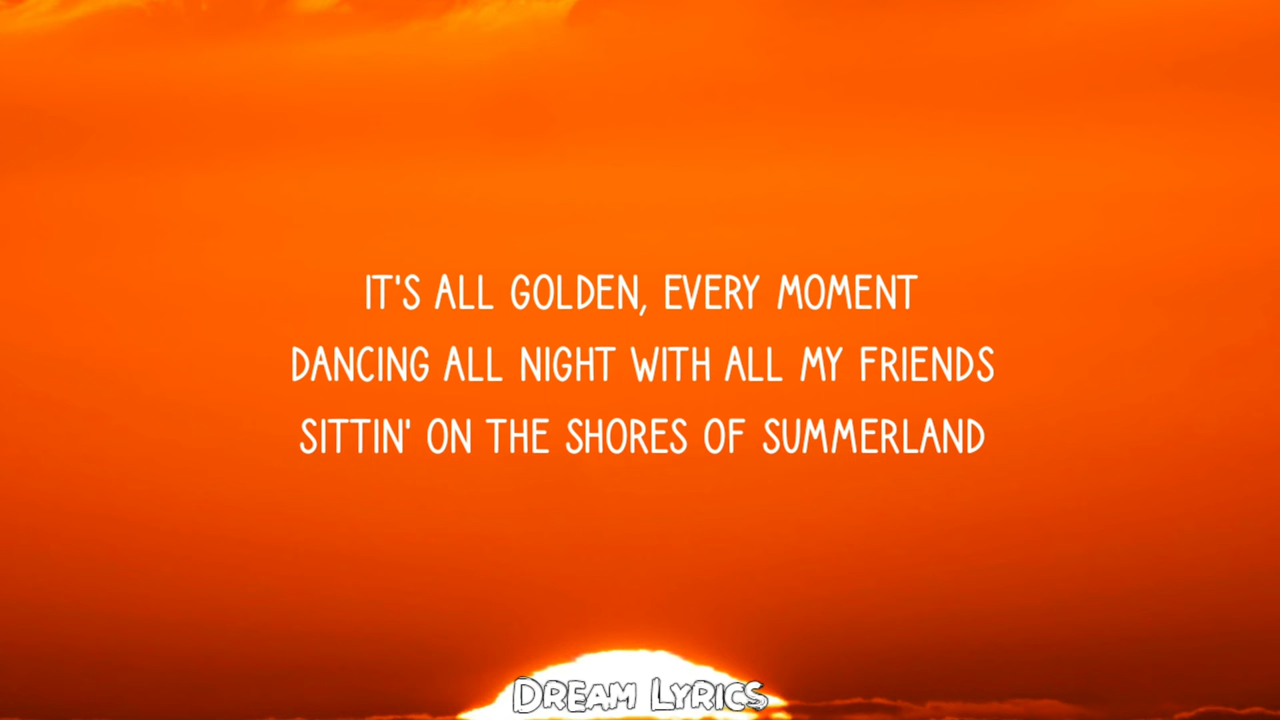 IT'S ALL GOLDEN, EVERY MOMENT
DANCING ALL NIGHT WITH ALL MY FRIENDS
SITTIN' ON THE SHORES OF SUMMERLAND
DREAM LYRICS